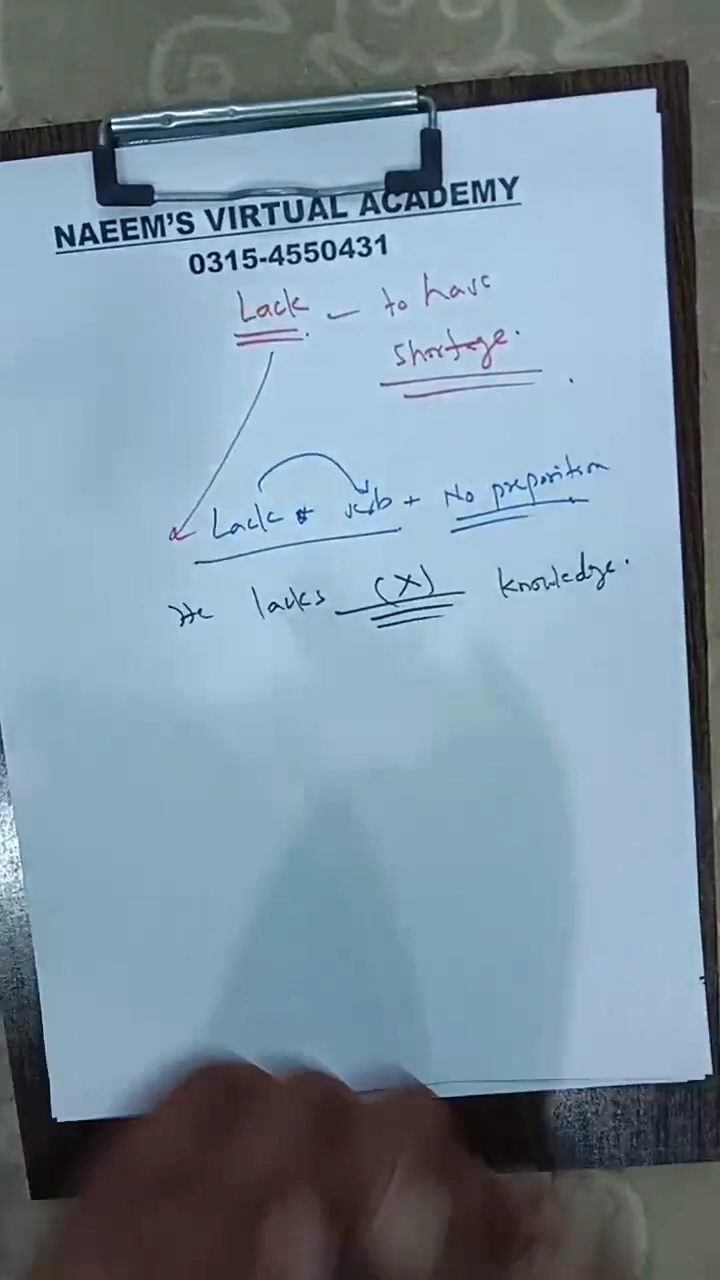 NAEEM'S VIRTUAL ACADEMY
0315-4550431
Lack. – to have
shortage.
Lack verb + No preposition
He lacks (X) knowledge.